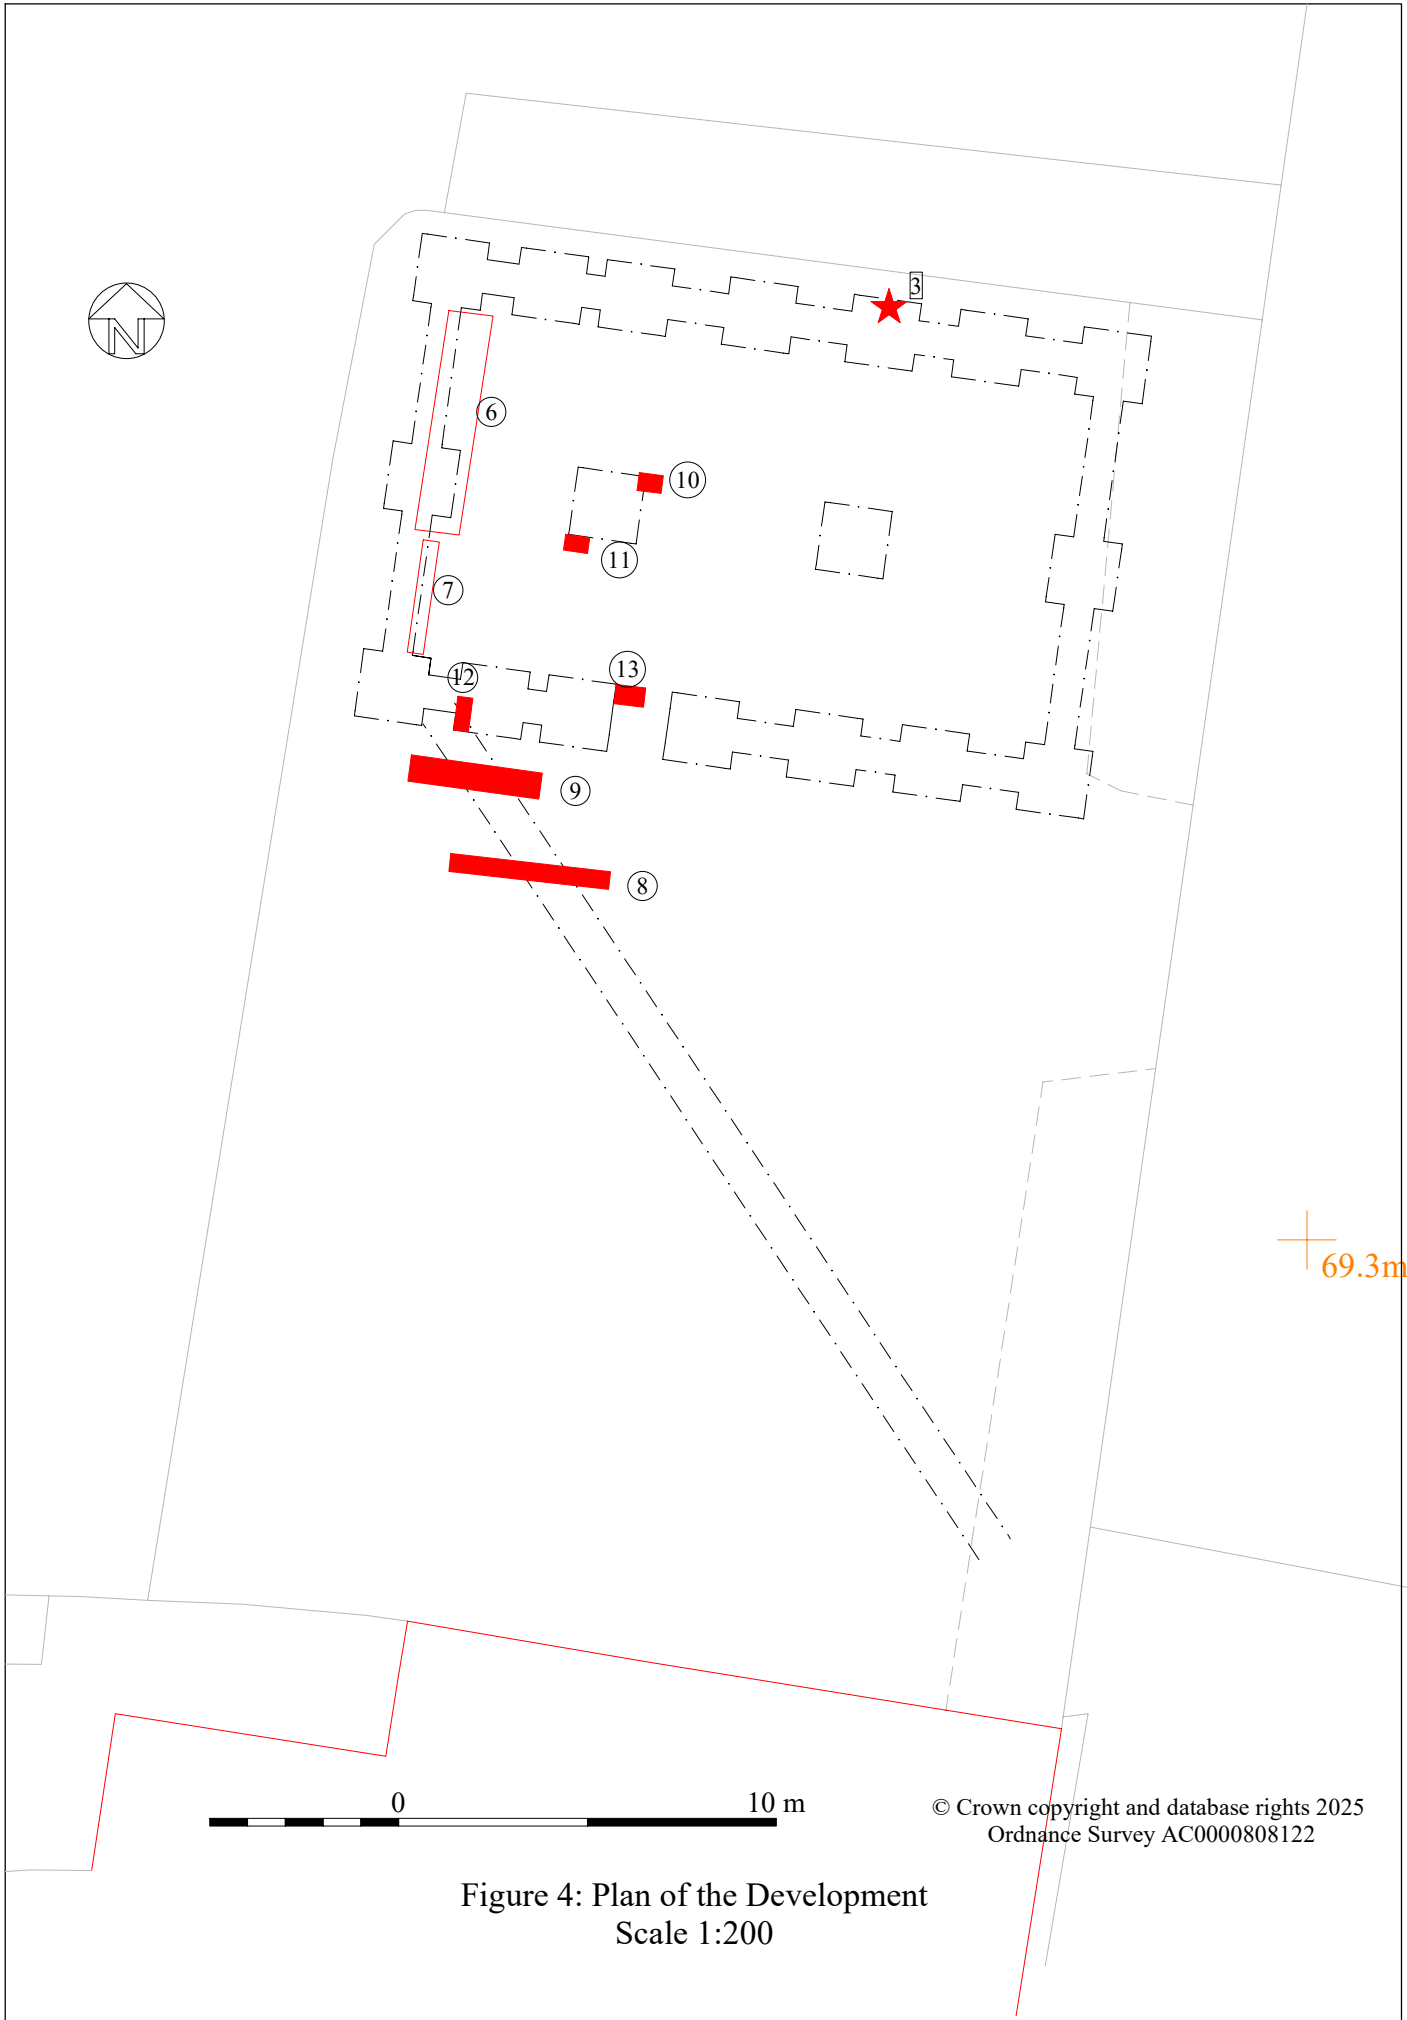 3
N
6
10
11
7
13
12
9
8
69.3m
0 10 m
© Crown copyright and database rights 2025
Ordnance Survey AC0000808122
Figure 4: Plan of the Development
Scale 1:200